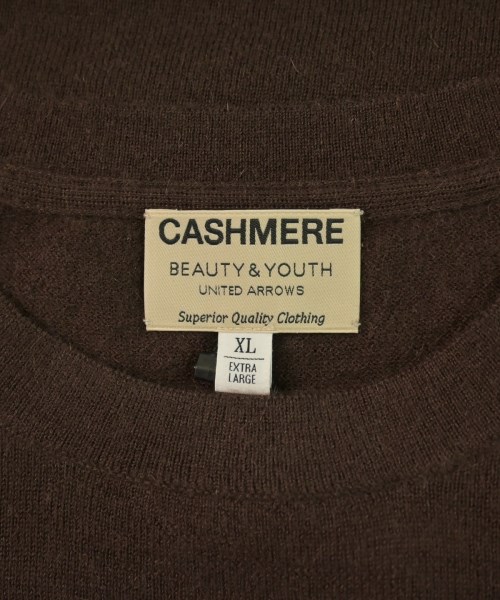 CASHMERE
BEAUTY & YOUTH
UNITED ARROWS
Superior Quality Clothing
XL
EXTRA
LARGE